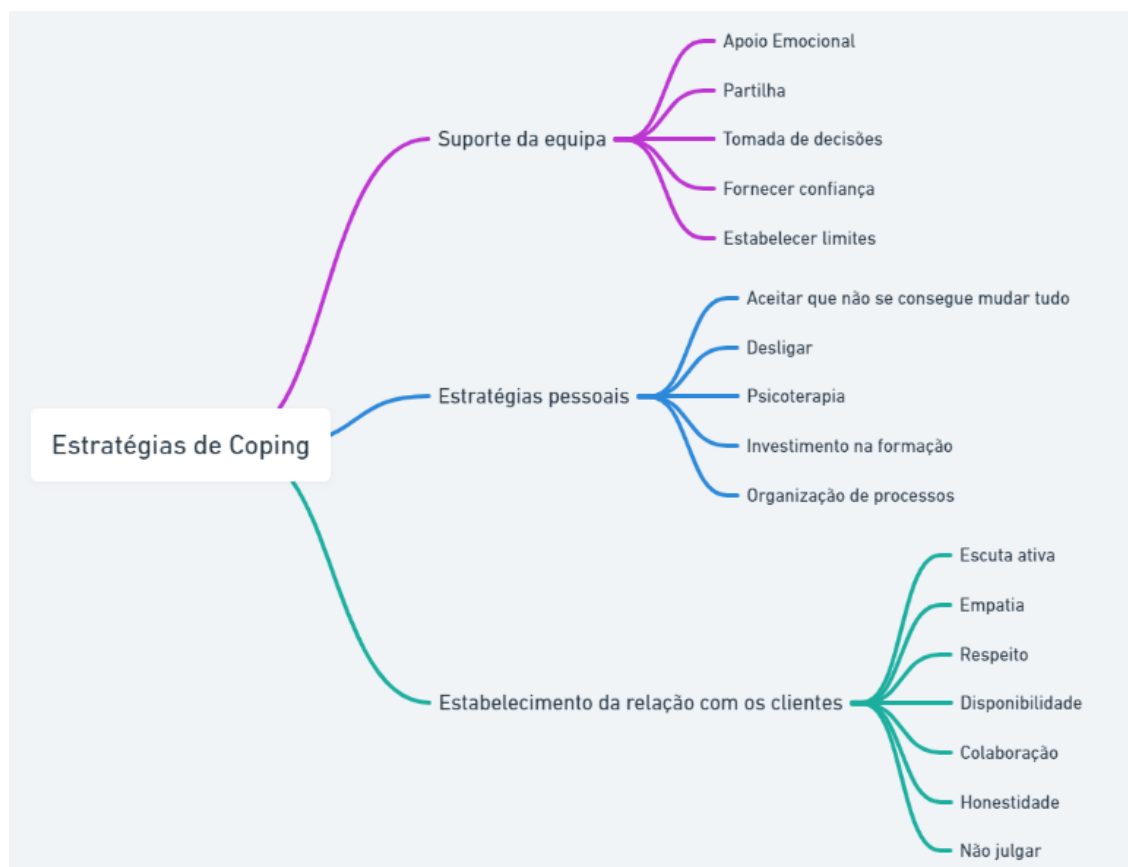 Estratégias de Coping
Suporte da equipa
Apoio Emocional
Partilha
Tomada de decisões
Fornecer confiança
Estabelecer limites
Estratégias pessoais
Aceitar que não se consegue mudar tudo
Desligar
Psicoterapia
Investimento na formação
Organização de processos
Estabelecimento da relação com os clientes
Escuta ativa
Empatia
Respeito
Disponibilidade
Colaboração
Honestidade
Não julgar